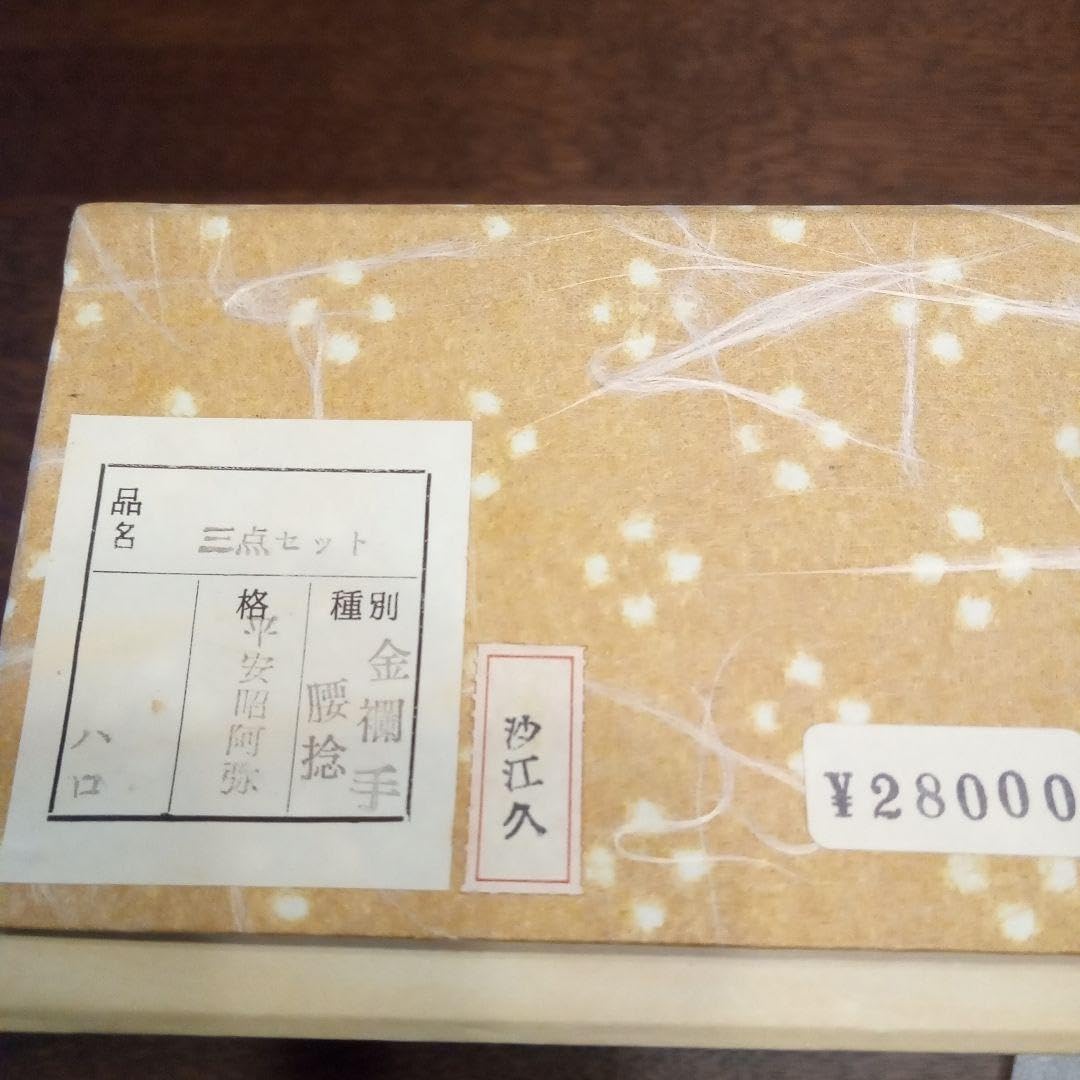 品名
三点セット
種別
金襴手
腰捻
格
平安昭阿弥
ハロ
沙江久
¥28000